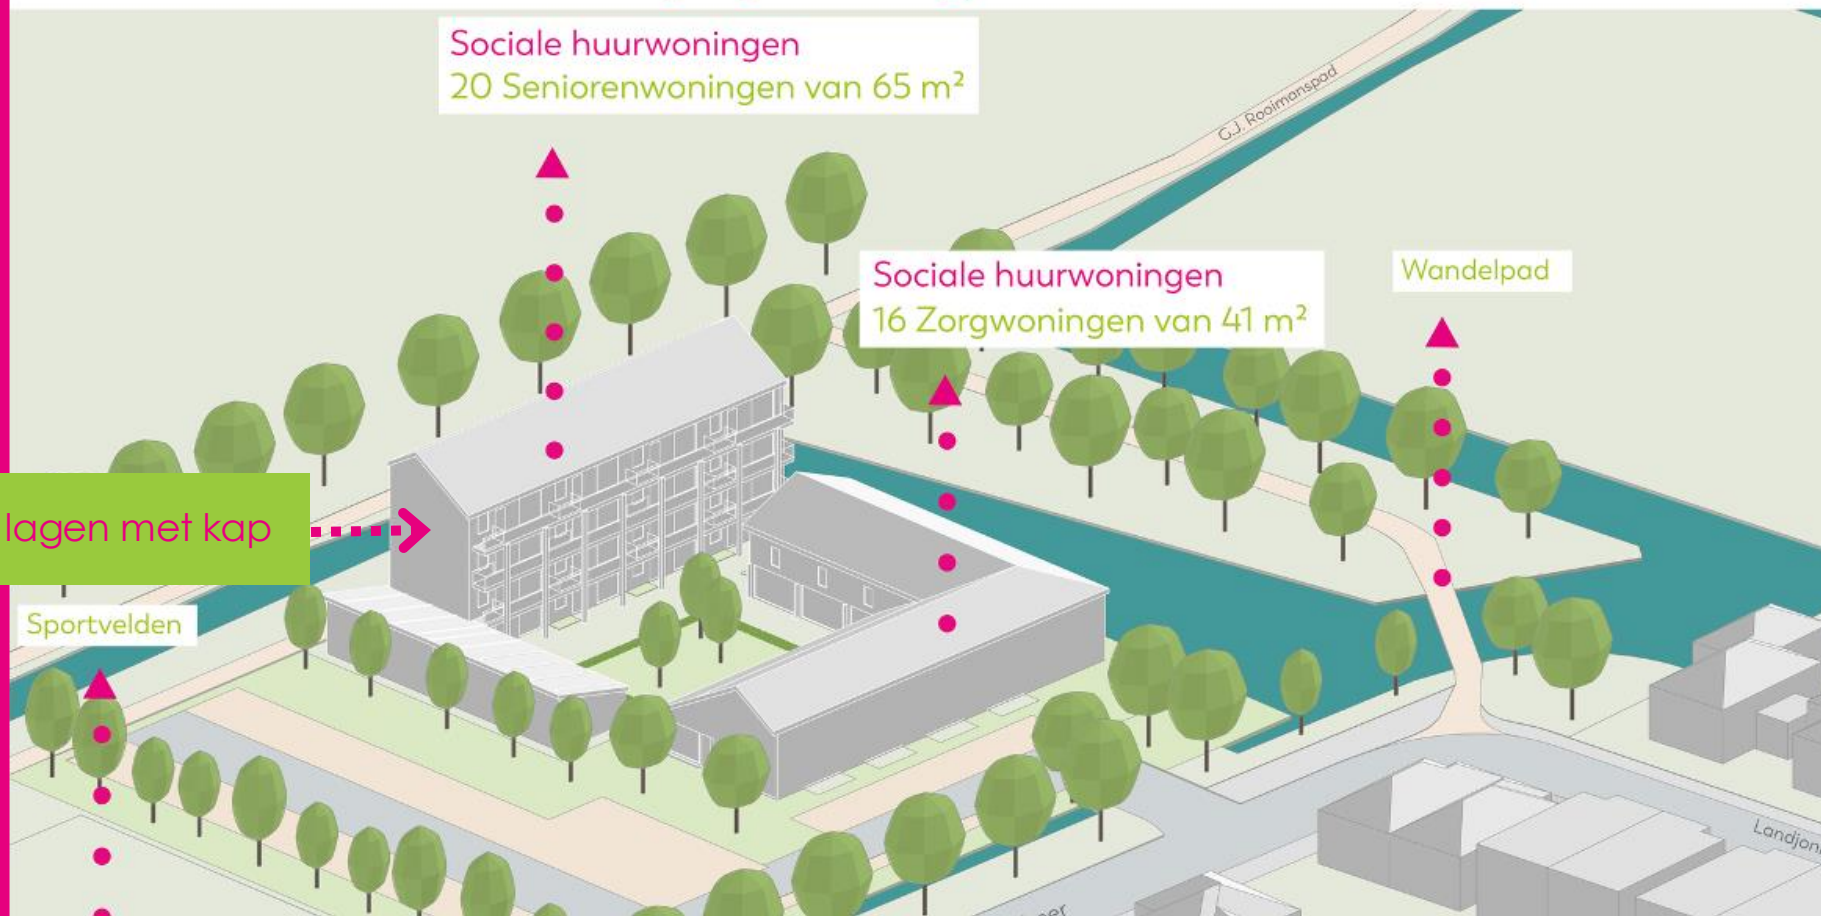 Sociale huurwoningen
20 Seniorenwoningen van 65 m²
G.J. Rooimanspad
Sociale huurwoningen
16 Zorgwoningen van 41 m²
Wandelpad
lagen met kap
Sportvelden